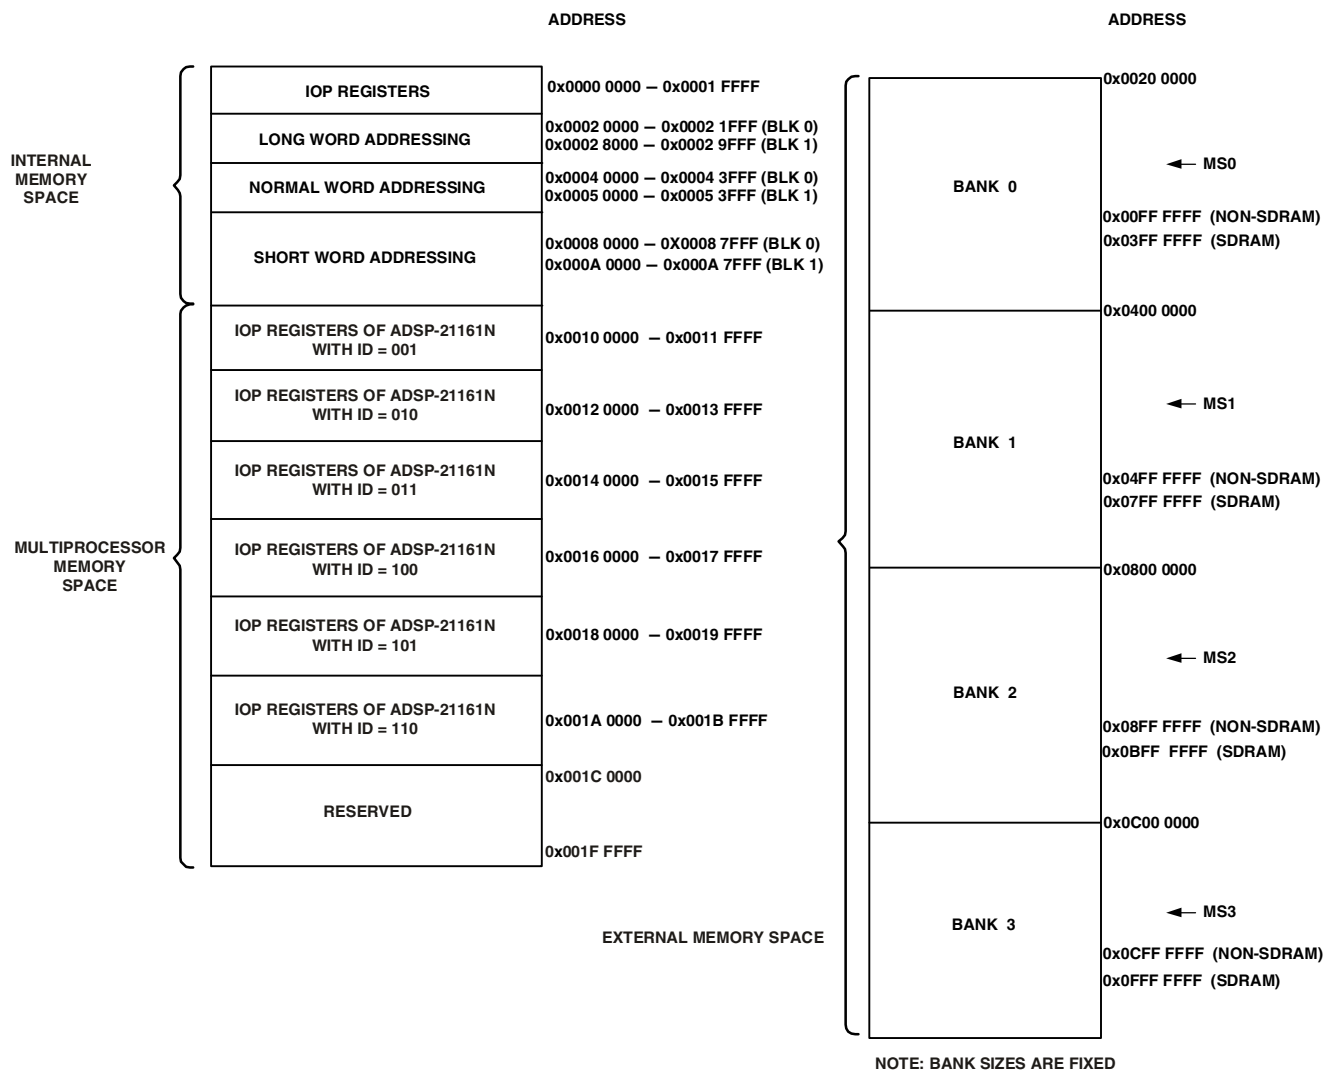 ADDRESS
INTERNAL
MEMORY
SPACE
IOP REGISTERS
0x0000 0000 – 0x0001 FFFF
LONG WORD ADDRESSING
0x0002 0000 – 0x0002 1FFF (BLK 0)
0x0002 8000 – 0x0002 9FFF (BLK 1)
NORMAL WORD ADDRESSING
0x0004 0000 – 0x0004 3FFF (BLK 0)
0x0005 0000 – 0x0005 3FFF (BLK 1)
SHORT WORD ADDRESSING
0x0008 0000 – 0X0008 7FFF (BLK 0)
0x000A 0000 – 0x000A 7FFF (BLK 1)
MULTIPROCESSOR
MEMORY
SPACE
IOP REGISTERS OF ADSP-21161N
WITH ID = 001
0x0010 0000 – 0x0011 FFFF
IOP REGISTERS OF ADSP-21161N
WITH ID = 010
0x0012 0000 – 0x0013 FFFF
IOP REGISTERS OF ADSP-21161N
WITH ID = 011
0x0014 0000 – 0x0015 FFFF
IOP REGISTERS OF ADSP-21161N
WITH ID = 100
0x0016 0000 – 0x0017 FFFF
IOP REGISTERS OF ADSP-21161N
WITH ID = 101
0x0018 0000 – 0x0019 FFFF
IOP REGISTERS OF ADSP-21161N
WITH ID = 110
0x001A 0000 – 0x001B FFFF
RESERVED
0x001C 0000
0x001F FFFF
ADDRESS
EXTERNAL MEMORY SPACE
0x0020 0000
BANK 0
MS0
0x00FF FFFF (NON-SDRAM)
0x03FF FFFF (SDRAM)
0x0400 0000
BANK 1
MS1
0x04FF FFFF (NON-SDRAM)
0x07FF FFFF (SDRAM)
0x0800 0000
BANK 2
MS2
0x08FF FFFF (NON-SDRAM)
0x0BFF FFFF (SDRAM)
0x0C00 0000
BANK 3
MS3
0x0CFF FFFF (NON-SDRAM)
0x0FFF FFFF (SDRAM)
NOTE: BANK SIZES ARE FIXED